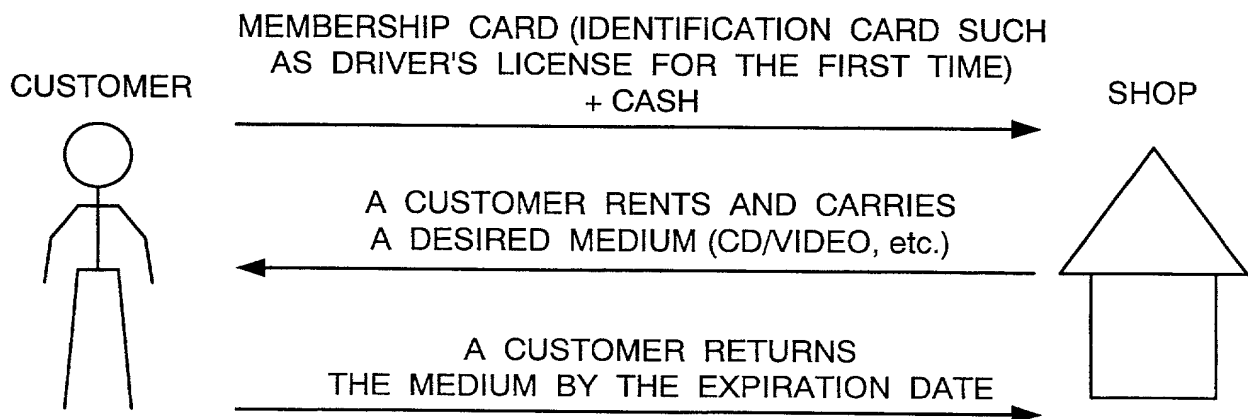 MEMBERSHIP CARD (IDENTIFICATION CARD SUCH
AS DRIVER'S LICENSE FOR THE FIRST TIME)
+ CASH
CUSTOMER
SHOP
A CUSTOMER RENTS AND CARRIES
A DESIRED MEDIUM (CD/VIDEO, etc.)
A CUSTOMER RETURNS
THE MEDIUM BY THE EXPIRATION DATE